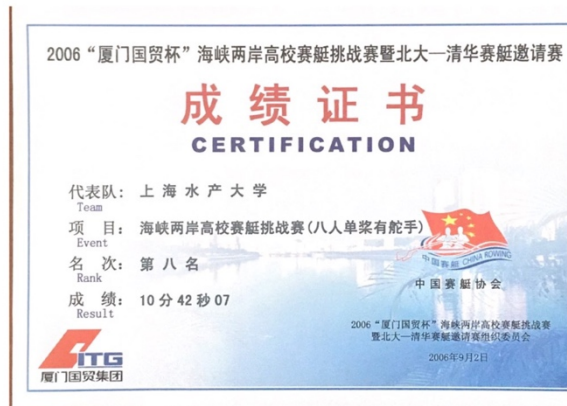 2006“厦门国贸杯”海峡两岸高校赛艇挑战赛暨北大—清华赛艇邀请赛
成绩证书
CERTIFICATION
代表队：上海水产大学
Team
项目：海峡两岸高校赛艇挑战赛(八人单桨有舵手)
Event
名次：第八名
Rank
成绩：10分42秒07
Result
中国赛艇 CHINA ROWING
中国赛艇协会
ITG
厦门国贸集团
2006“厦门国贸杯”海峡两岸高校赛艇挑战赛
暨北大—清华赛艇邀请赛组织委员会
2006年9月2日